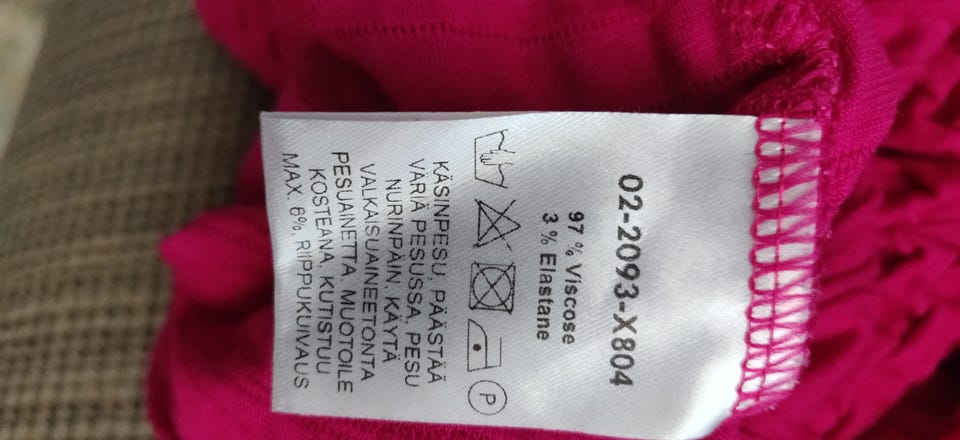 02-2093-X804
97 % Viscose
3 % Elastane
P
KÄSINPESU, PÄÄSTÄÄ
VÄRIÄ PESUSSA, PESU
NURINPÄIN, KÄYTÄ
VALKAISUAINEETONTA
PESUAINETTA, MUOTOILE
KOSTEANA, KUTISTUU
MAX. 6%, RIIPPUKUIVAUS